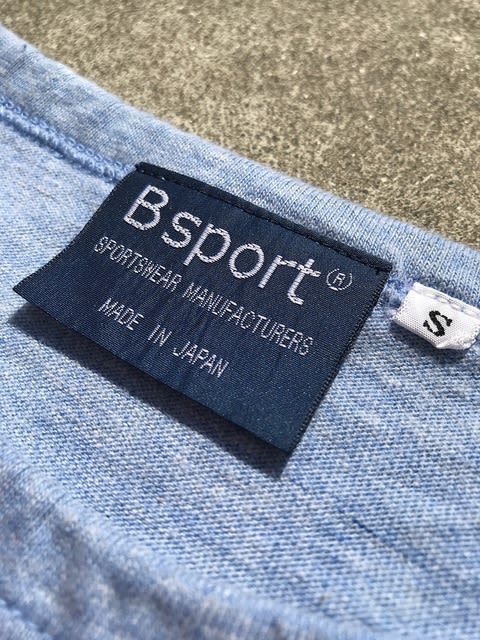 Bsport®
SPORTSWEAR MANUFACTURERS
MADE IN JAPAN
S